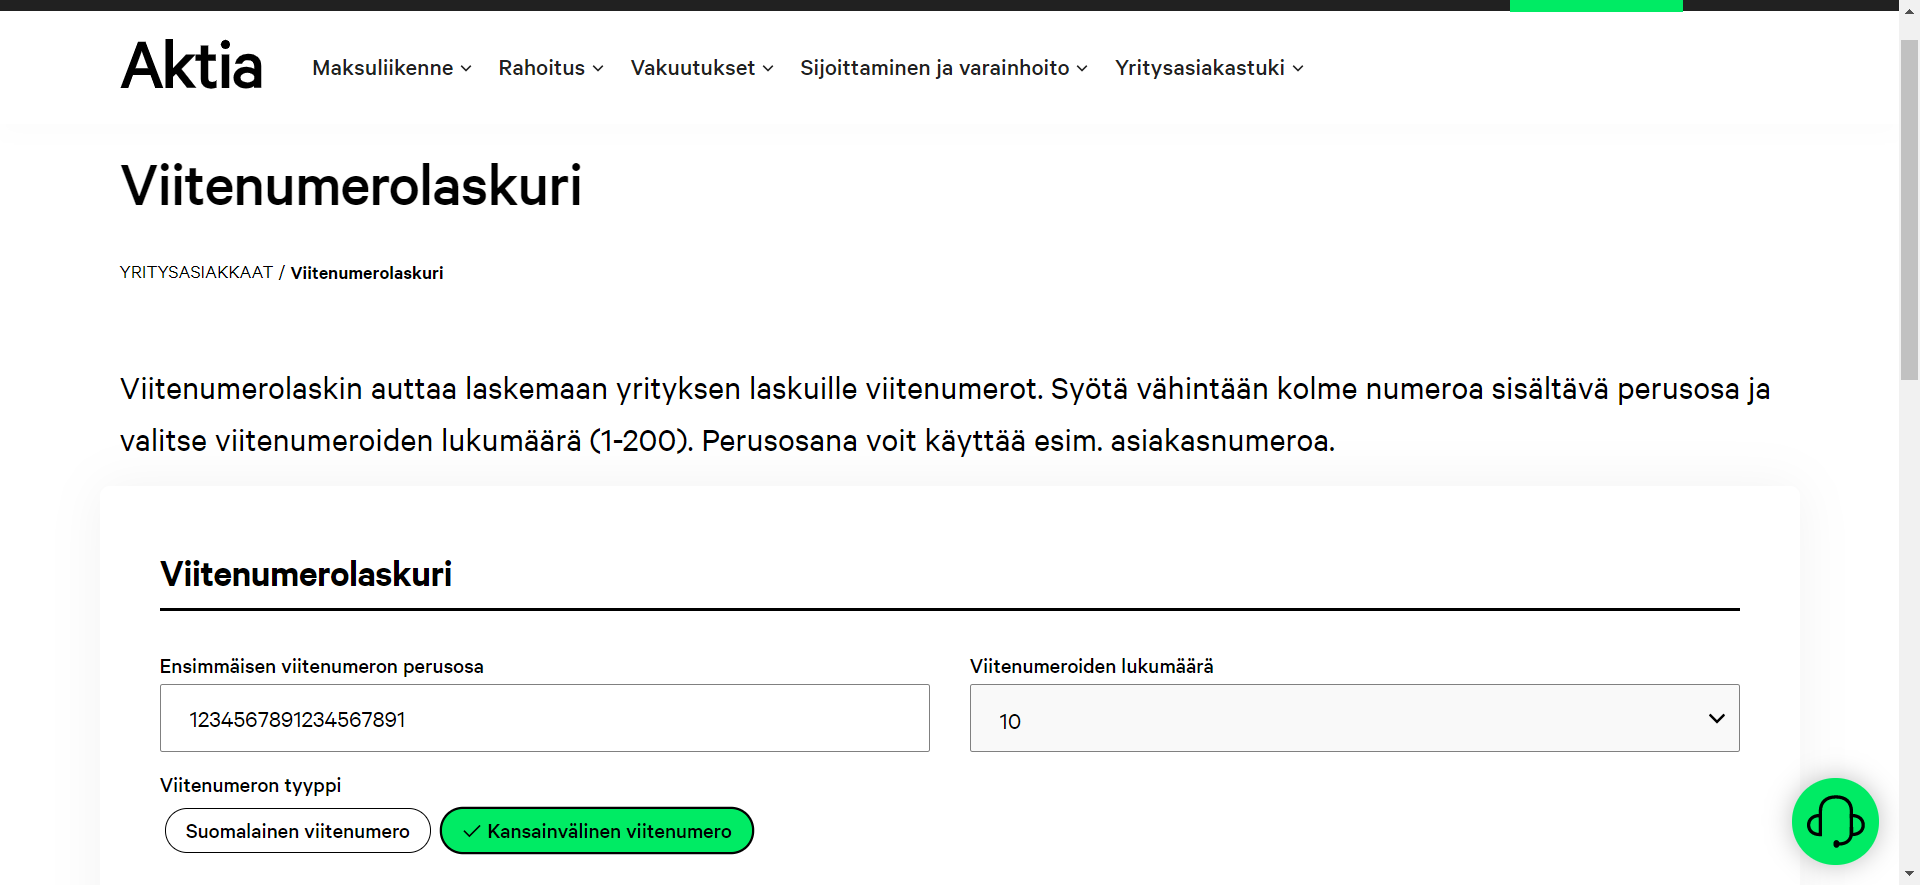 Aktia
Maksuliikenne Rahoitus Vakuutukset Sijoittaminen ja varainhoito Yritysasiakastuki
Viitenumerolaskuri
YRITYSASIAKKAAT / Viitenumerolaskuri
Viitenumerolaskin auttaa laskemaan yrityksen laskuille viitenumerot. Syötä vähintään kolme numeroa sisältävä perusosa ja
valitse viitenumeroiden lukumäärä (1-200). Perusosana voit käyttää esim. asiakasnumeroa.
Viitenumerolaskuri
Ensimmäisen viitenumeron perusosa
Viitenumeroiden lukumäärä
1234567891234567891
10
Viitenumeron tyyppi
Suomalainen viitenumero
Kansainvälinen viitenumero